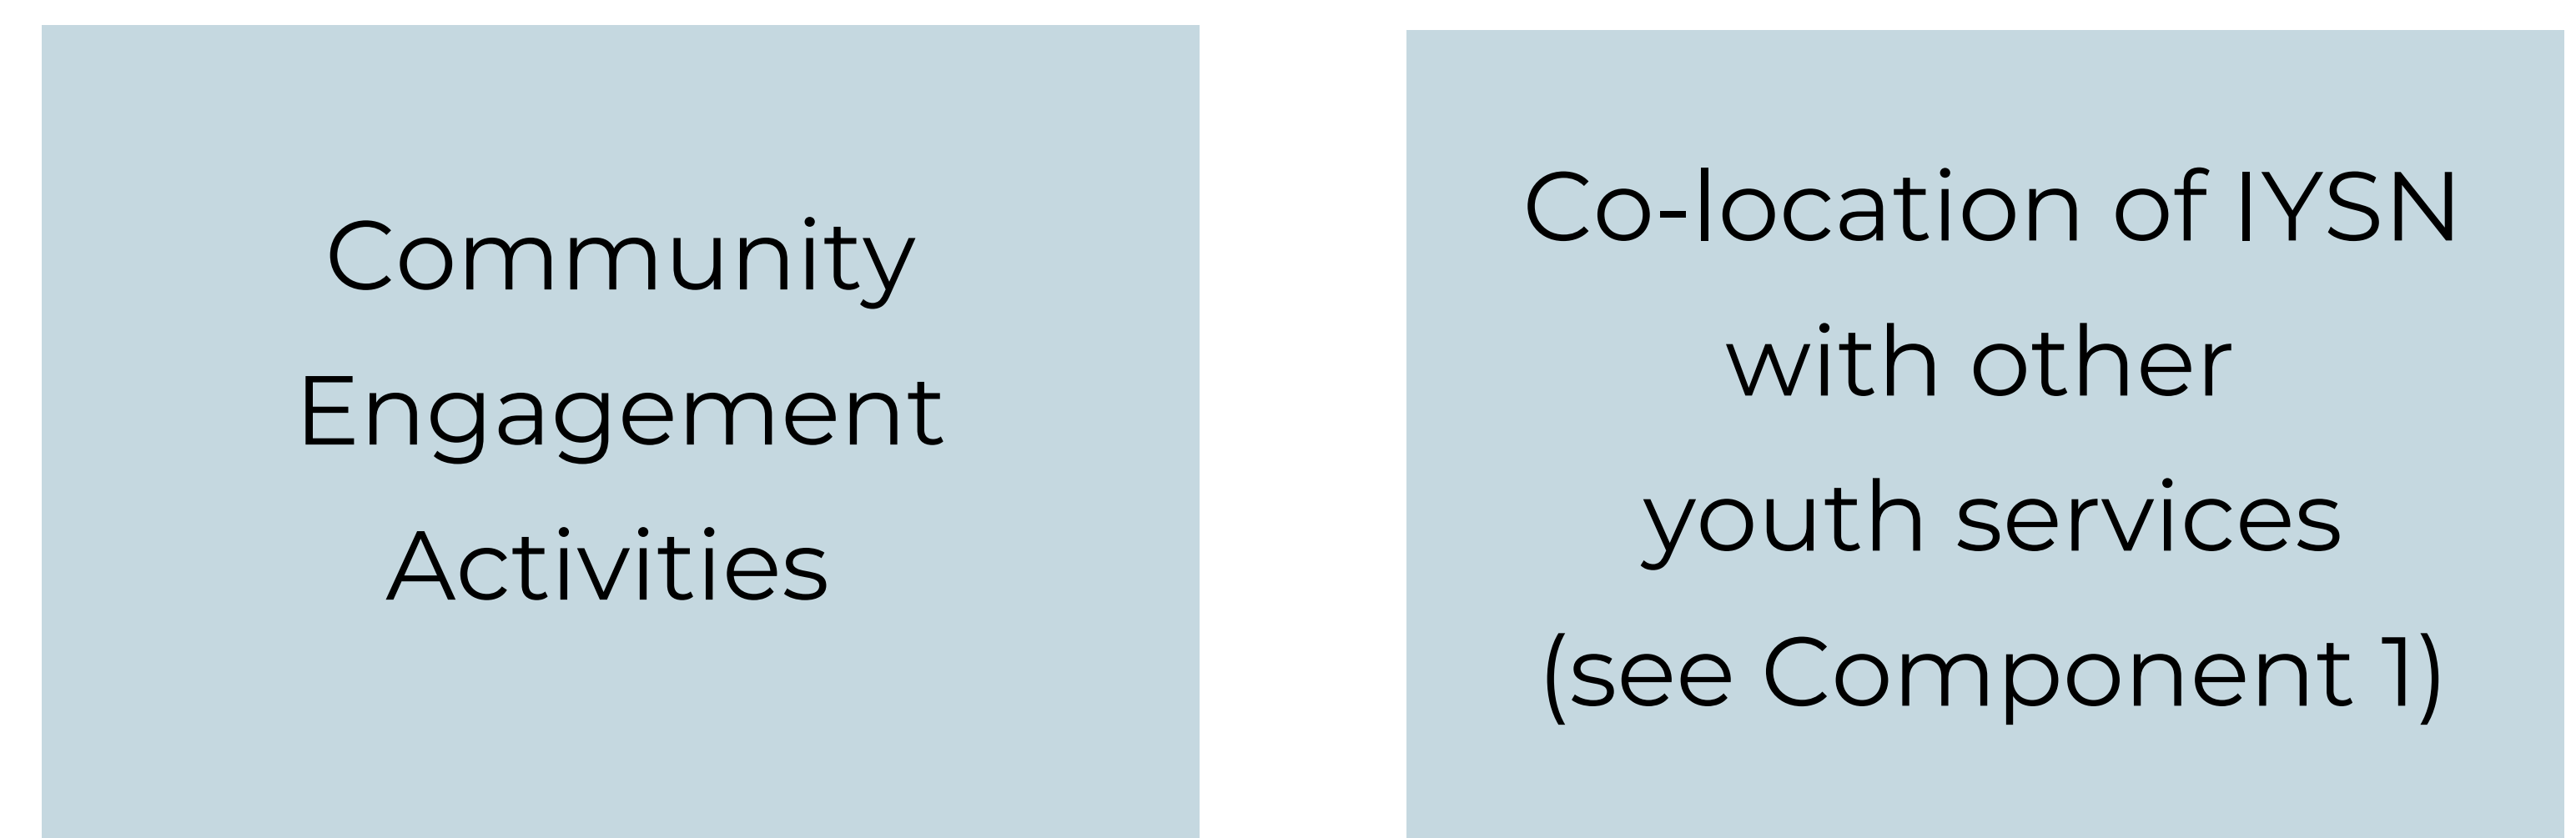 Community
Engagement
Activities
Co-location of IYSN
with other
youth services
(see Component 1)